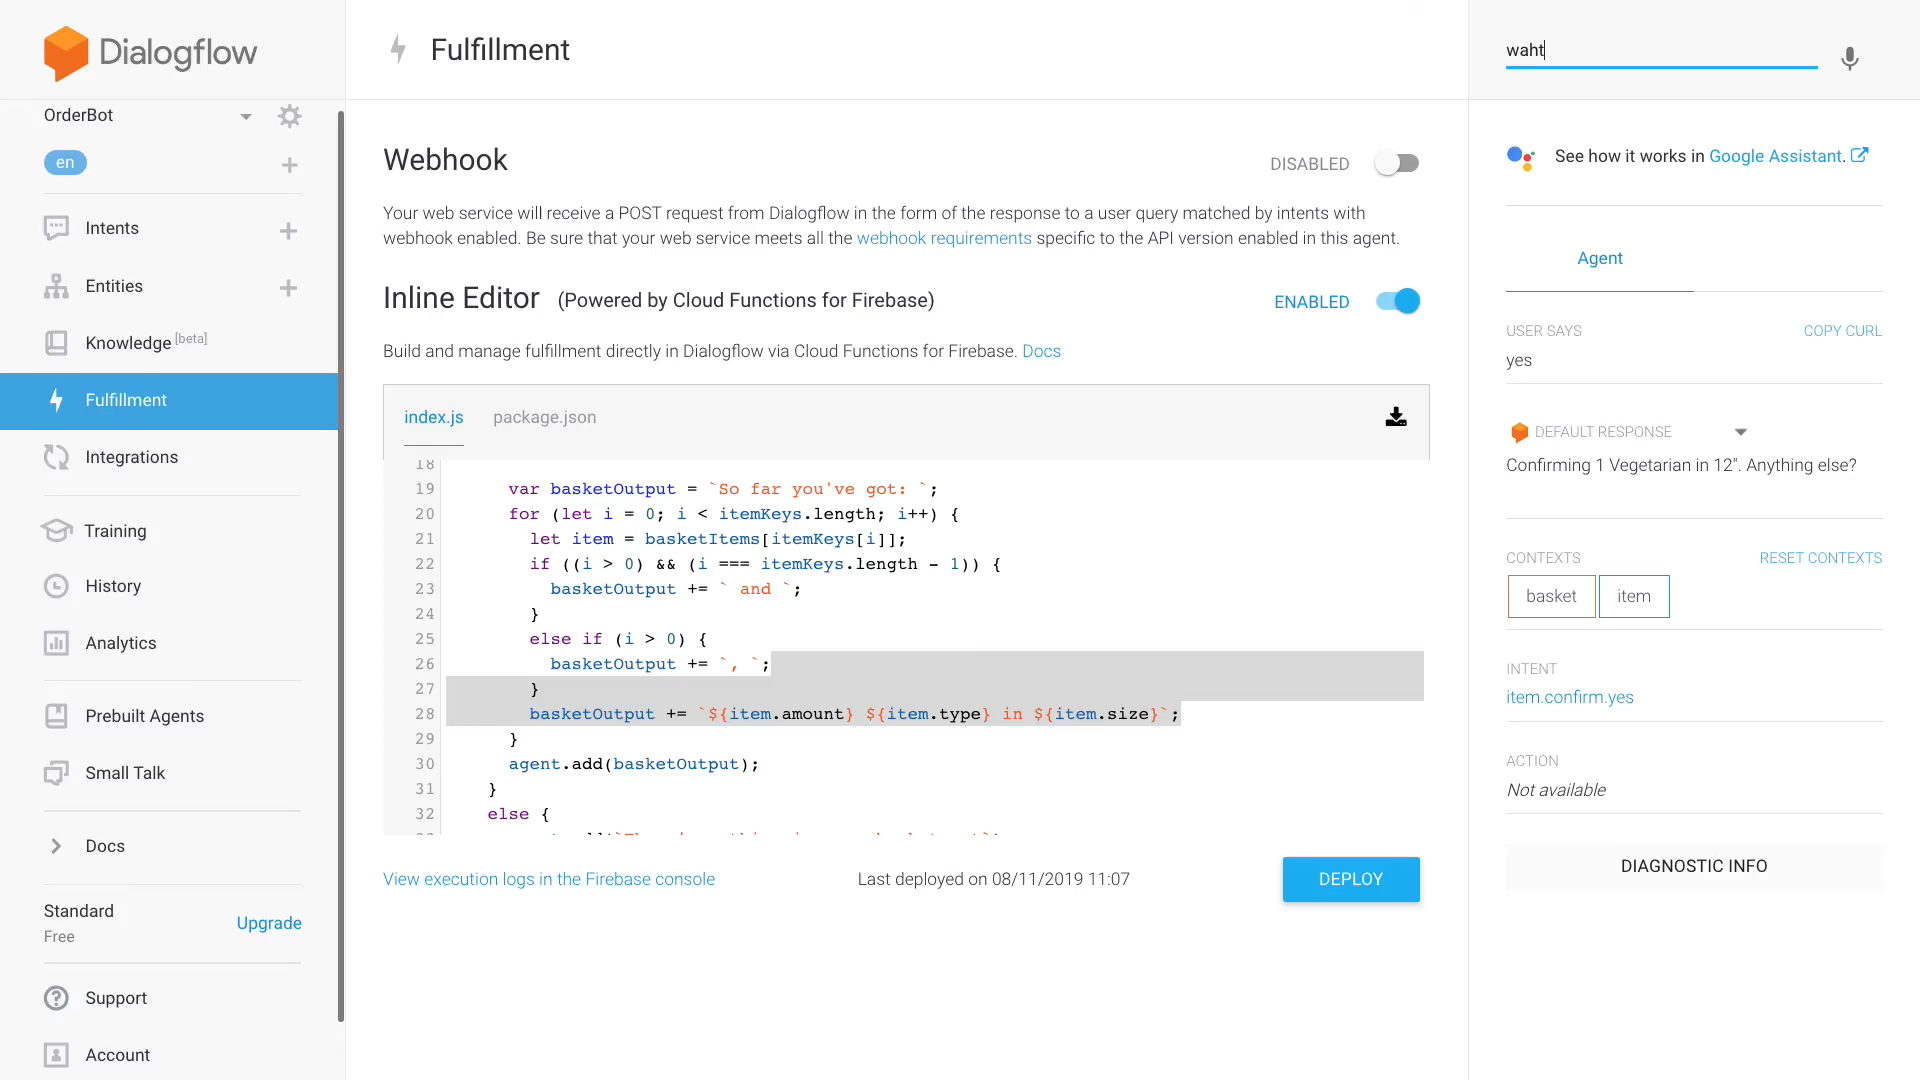 Dialogflow
OrderBot
en
Intents
Entities
Knowledge [beta]
Fulfillment
Integrations
Training
History
Analytics
Prebuilt Agents
Small Talk
Docs
Standard
Free
Upgrade
Support
Account
Fulfillment
Webhook
DISABLED
Your web service will receive a POST request from Dialogflow in the form of the response to a user query matched by intents with
webhook enabled. Be sure that your web service meets all the webhook requirements specific to the API version enabled in this agent.
Inline Editor (Powered by Cloud Functions for Firebase)
ENABLED
Build and manage fulfillment directly in Dialogflow via Cloud Functions for Firebase. Docs
index.js package.json
18
19 var basketOutput = `So far you've got: `;
20 for (let i = 0; i < itemKeys.length; i++) {
21 let item = basketItems[itemKeys[i]];
22 if ((i > 0) && (i === itemKeys.length - 1)) {
23 basketOutput += ` and `;
24 }
25 else if (i > 0) {
26 basketOutput += `, `;
27 }
28 basketOutput += `${item.amount} ${item.type} in ${item.size}`;
29 }
30 agent.add(basketOutput);
31 }
32 else {
View execution logs in the Firebase console
Last deployed on 08/11/2019 11:07
DEPLOY
waht
See how it works in Google Assistant.
Agent
USER SAYS
COPY CURL
yes
DEFAULT RESPONSE
Confirming 1 Vegetarian in 12". Anything else?
CONTEXTS
RESET CONTEXTS
basket
item
INTENT
item.confirm.yes
ACTION
Not available
DIAGNOSTIC INFO